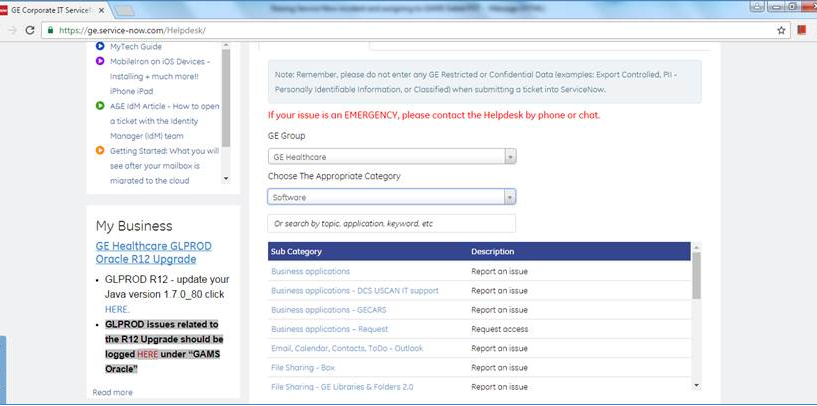 GE Corporate IT Service
https://ge.service-now.com/Helpdesk/
MyTech Guide
MobileIron on iOS Devices -
Installing + much more!!
iPhone iPad
A&E IdM Article - How to open
a ticket with the Identity
Manager (IdM) team
Getting Started: What you will
see after your mailbox is
migrated to the cloud
My Business
GE Healthcare GLPROD
Oracle R12 Upgrade
GLPROD R12 - update your
Java version 1.7.0_80 click
HERE.
GLPROD issues related to
the R12 Upgrade should be
logged HERE under “GAMS
Oracle”
Read more
Note: Remember, please do not enter any GE Restricted or Confidential Data (examples: Export Controlled, PII -
Personally Identifiable Information, or Classified) when submitting a ticket into ServiceNow.
If your issue is an EMERGENCY, please contact the Helpdesk by phone or chat.
GE Group
GE Healthcare
Choose The Appropriate Category
Software
Or search by topic, application, keyword, etc
Sub Category Description
Business applications Report an issue
Business applications - DCS USCAN IT support Report an issue
Business applications - GECARS Report an issue
Business applications – Request Request access
Email, Calendar, Contacts, ToDo - Outlook Report an issue
File Sharing - Box Report an issue
File Sharing - GE Libraries & Folders 2.0 Report an issue